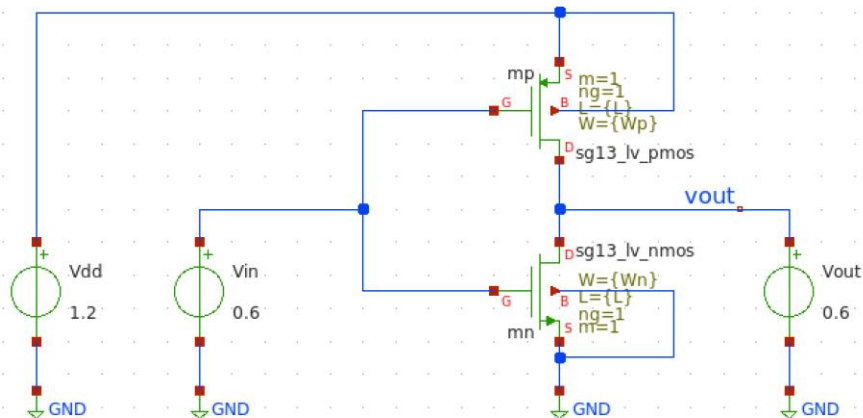 mp
S
m=1
ng=1
G
B
L={L}
W={Wp}
D
sg13_lv_pmos
vout
+
Vdd
1.2
+
Vin
0.6
D
sg13_lv_nmos
G
W={Wn}
B
L={L}
ng=1
S
m=1
mn
+
Vout
0.6
GND
GND
GND
GND